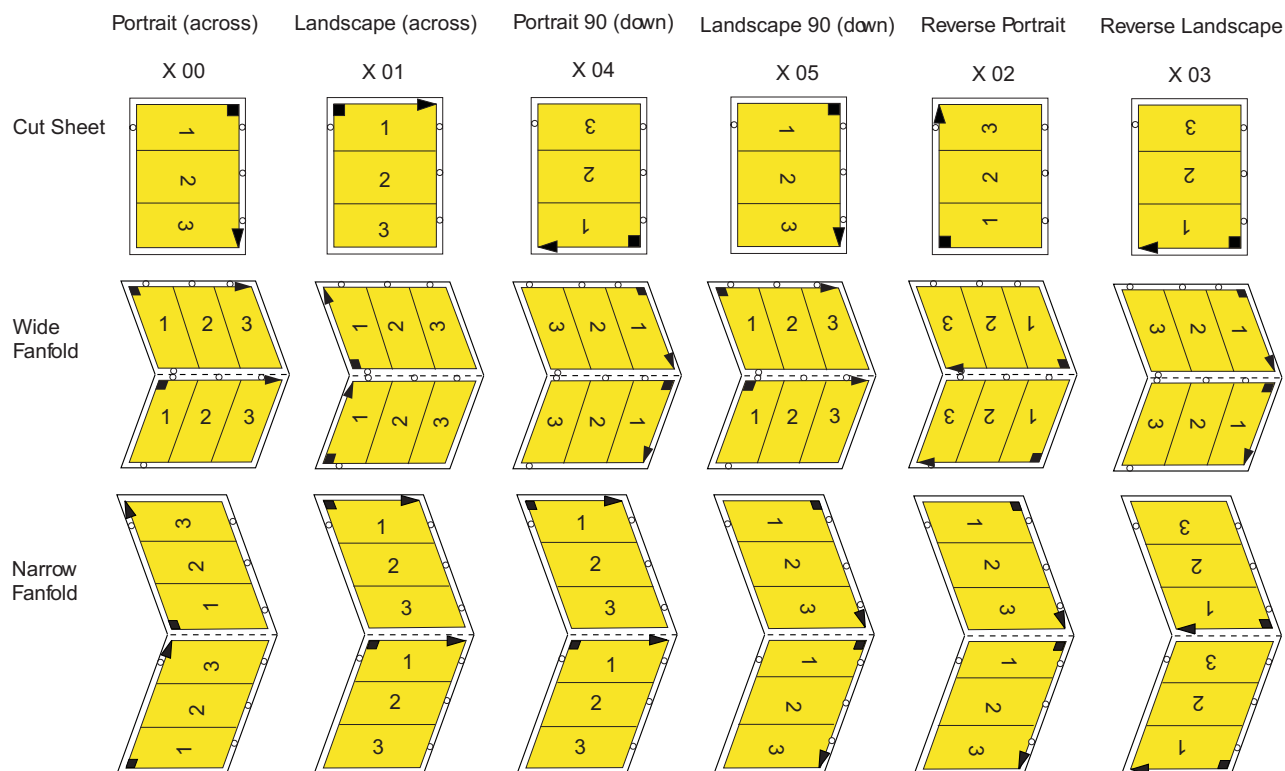 Portrait (across) Landscape (across) Portrait 90 (down) Landscape 90 (down) Reverse Portrait Reverse Landscape
X 00 X 01 X 04 X 05 X 02 X 03
Cut Sheet
1 1 3 1 3 3
2 2 2 2 2 2
3 3 1 3 1 1
Wide
Fanfold
1 2 3 1 2 3 3 2 1 1 2 3 3 2 1 3 2 1
1 2 3 1 2 3 3 2 1 1 2 3 3 2 1 3 2 1
Narrow
Fanfold
3 1 1 1 1 3
2 2 2 2 2 2
1 3 3 3 3 1
3 1 1 1 1 3
2 2 2 2 2 2
1 3 3 3 3 1